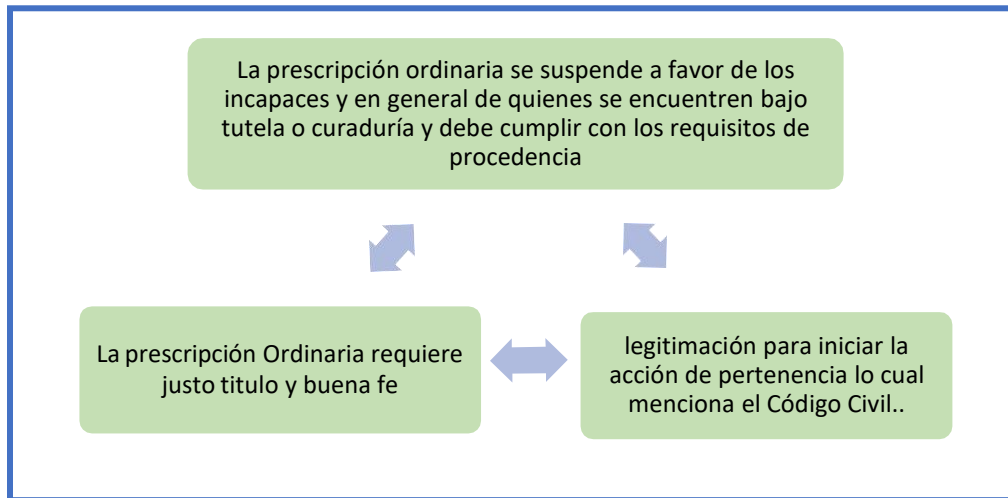 La prescripción ordinaria se suspende a favor de los
incapaces y en general de quienes se encuentren bajo
tutela o curaduría y debe cumplir con los requisitos de
procedencia
La prescripción Ordinaria requiere
justo titulo y buena fe
legitimación para iniciar la
acción de pertenencia lo cual
menciona el Código Civil..